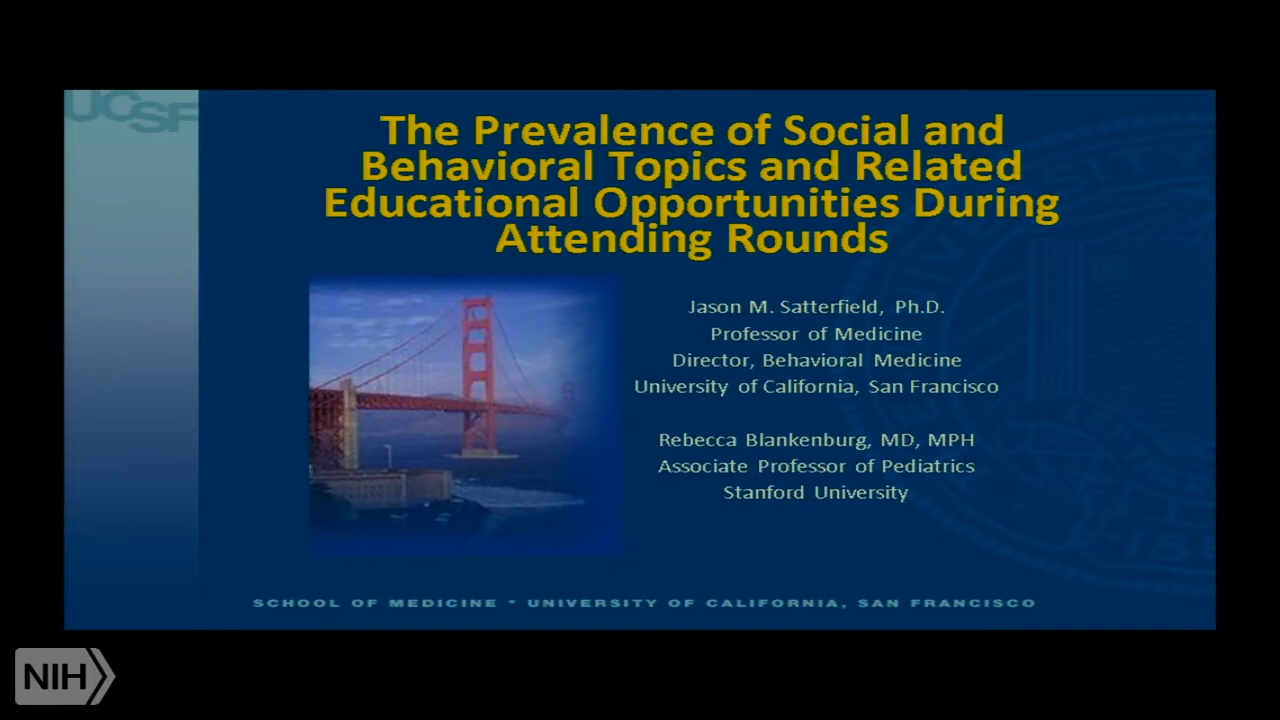 UCSF
The Prevalence of Social and
Behavioral Topics and Related
Educational Opportunities During
Attending Rounds
Jason M. Satterfield, Ph.D.
Professor of Medicine
Director, Behavioral Medicine
University of California, San Francisco
Rebecca Blankenburg, MD, MPH
Associate Professor of Pediatrics
Stanford University
SCHOOL OF MEDICINE • UNIVERSITY OF CALIFORNIA, SAN FRANCISCO
NIH